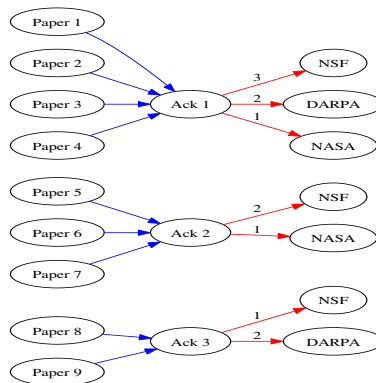 Paper 1
Paper 2
Paper 3
Paper 4
Ack 1
3
2
1
NSF
DARPA
NASA
Paper 5
Paper 6
Paper 7
Ack 2
2
1
NSF
NASA
Paper 8
Paper 9
Ack 3
1
2
NSF
DARPA